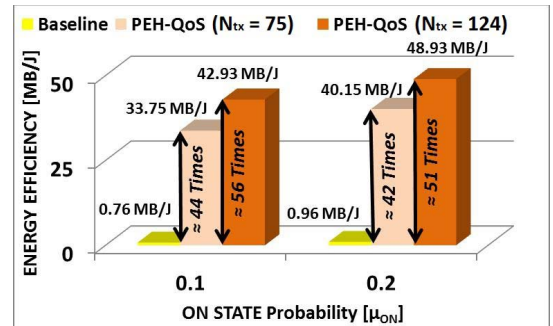 Baseline PEH-QoS (Ntx = 75) PEH-QoS (Ntx = 124)
ENERGY EFFICIENCY [MB/J]
50
25
0
0.76 MB/J
33.75 MB/J
42.93 MB/J
≈ 44 Times
≈ 56 Times
0.96 MB/J
40.15 MB/J
48.93 MB/J
≈ 42 Times
≈ 51 Times
0.1 0.2
ON STATE Probability [μON]